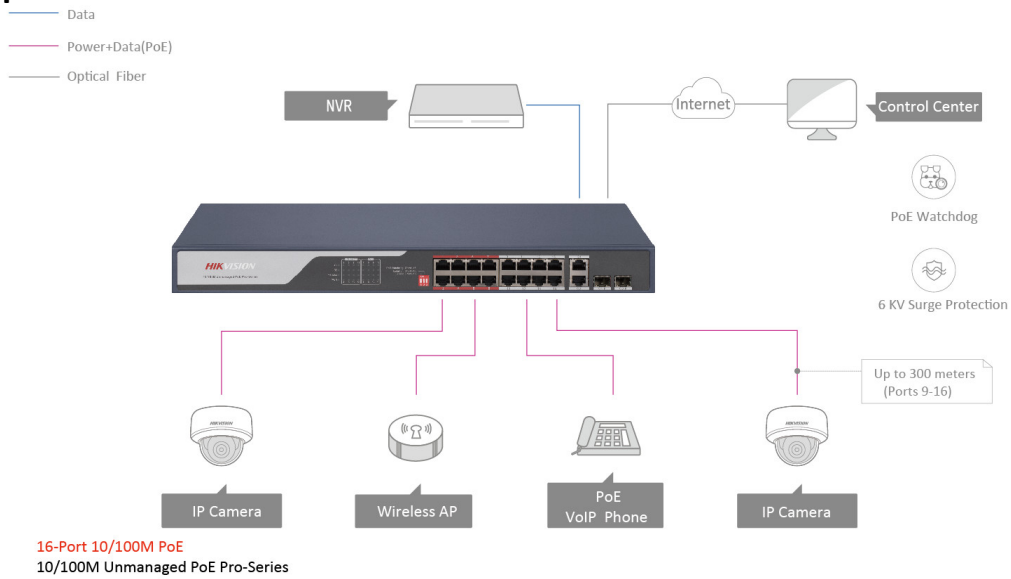 Data
Power+Data(PoE)
Optical Fiber
NVR
Internet
Control Center
PoE Watchdog
6 KV Surge Protection
HIKVISION
Up to 300 meters
(Ports 9-16)
HIKVISION
HIKVISION
IP Camera
Wireless AP
PoE
VoIP Phone
IP Camera
16-Port 10/100M PoE
10/100M Unmanaged PoE Pro-Series